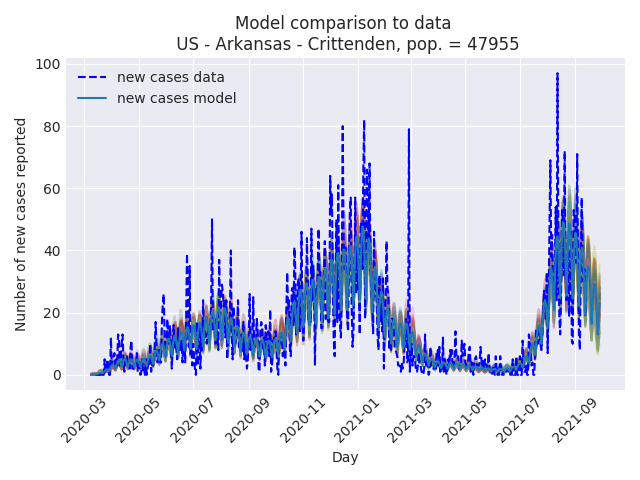 Model comparison to data
US - Arkansas - Crittenden, pop. = 47955
new cases data
new cases model
Number of new cases reported
100
80
60
40
20
0
2020-03
2020-05
2020-07
2020-09
2020-11
2021-01
2021-03
2021-05
2021-07
2021-09
Day